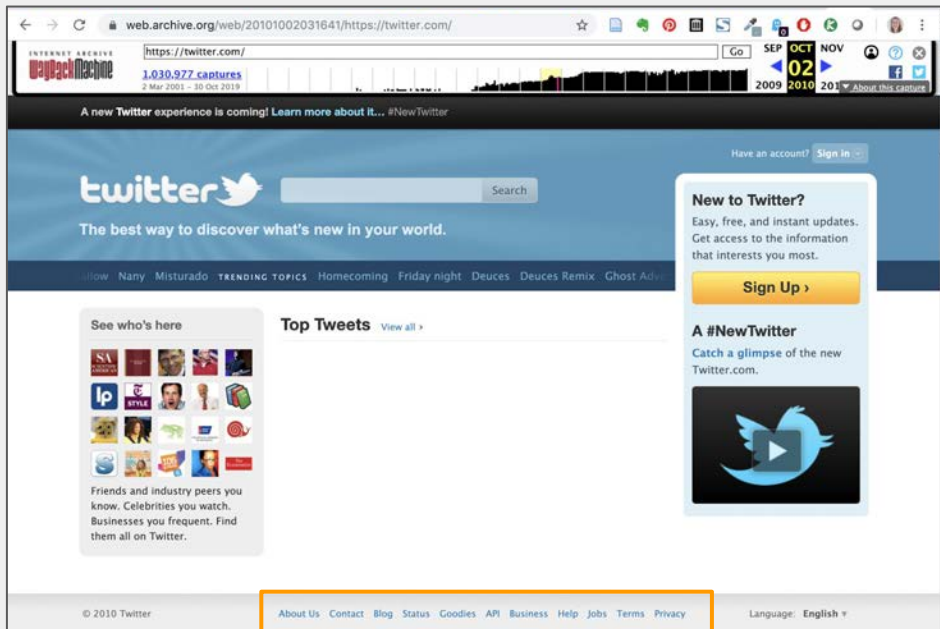 web.archive.org/web/20101002031641/https://twitter.com/
INTERNET ARCHIVE
WayBackMachine
https://twitter.com/
Go
SEP OCT NOV
1,030,977 captures
02
2 Mar 2001 – 30 Oct 2019
2009 2010 201
▼ About this capture
A new Twitter experience is coming! Learn more about it... #NewTwitter
Have an account? Sign in
twitter
Search
The best way to discover what's new in your world.
Nany Misturado TRENDING TOPICS Homecoming Friday night Deuces Deuces Remix Ghost
New to Twitter?
Easy, free, and instant updates.
Get access to the information
that interests you most.
Sign Up ›
See who's here
SA
lp
STYLE
S
Friends and industry peers you
know. Celebrities you watch.
Businesses you frequent. Find
them all on Twitter.
Top Tweets View all ›
A #NewTwitter
Catch a glimpse of the new
Twitter.com.
© 2010 Twitter
About Us Contact Blog Status Goodies API Business Help Jobs Terms Privacy
Language: English